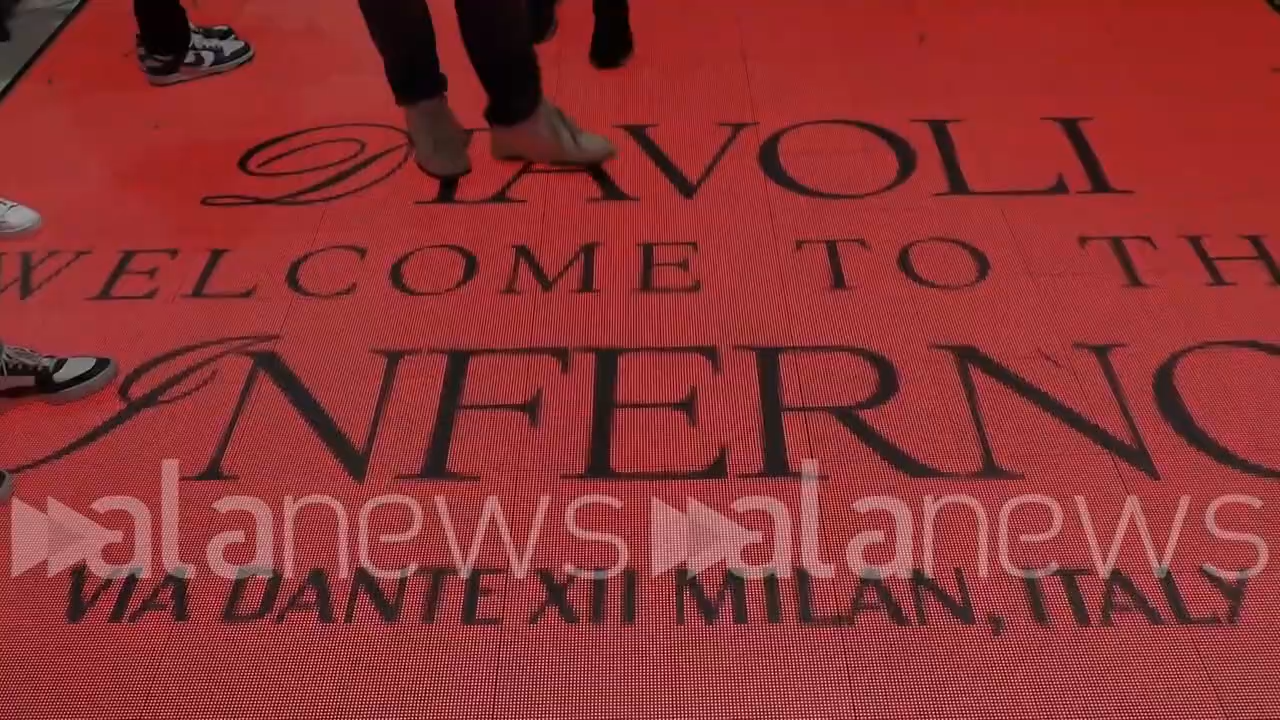 DIAVOLI
WELCOME TO TH
INFERNO
alanews alanews
VIA DANTE XII MILAN, ITALY